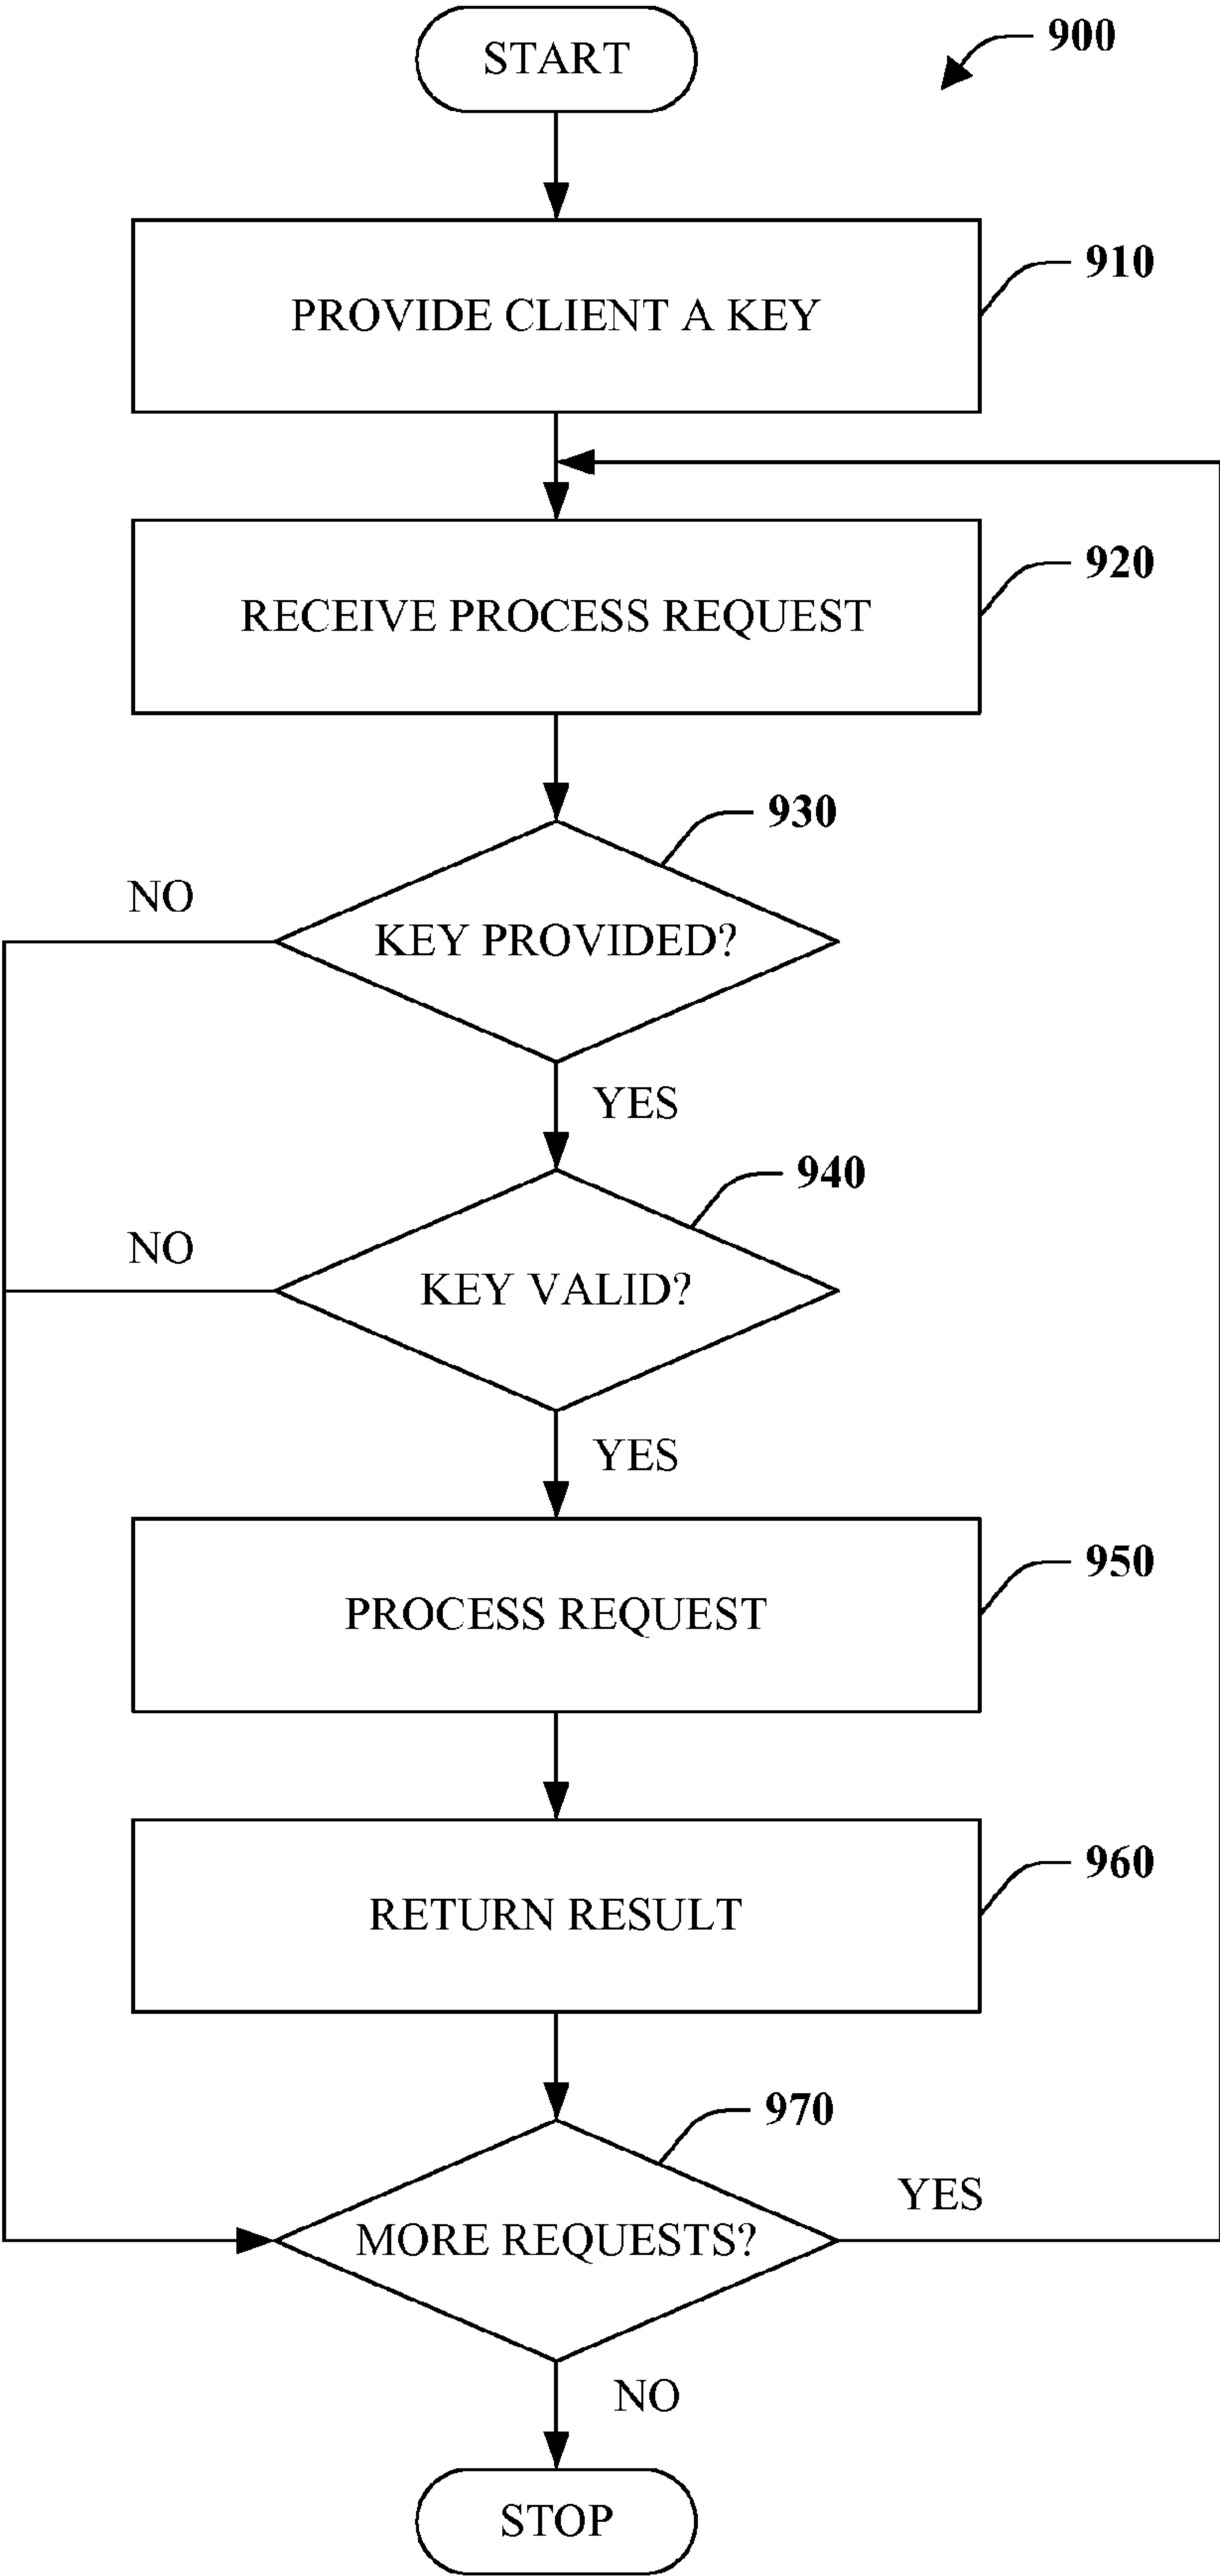 START
900
PROVIDE CLIENT A KEY
910
RECEIVE PROCESS REQUEST
920
930
KEY PROVIDED?
NO
YES
940
KEY VALID?
NO
YES
PROCESS REQUEST
950
RETURN RESULT
960
970
MORE REQUESTS?
YES
NO
STOP